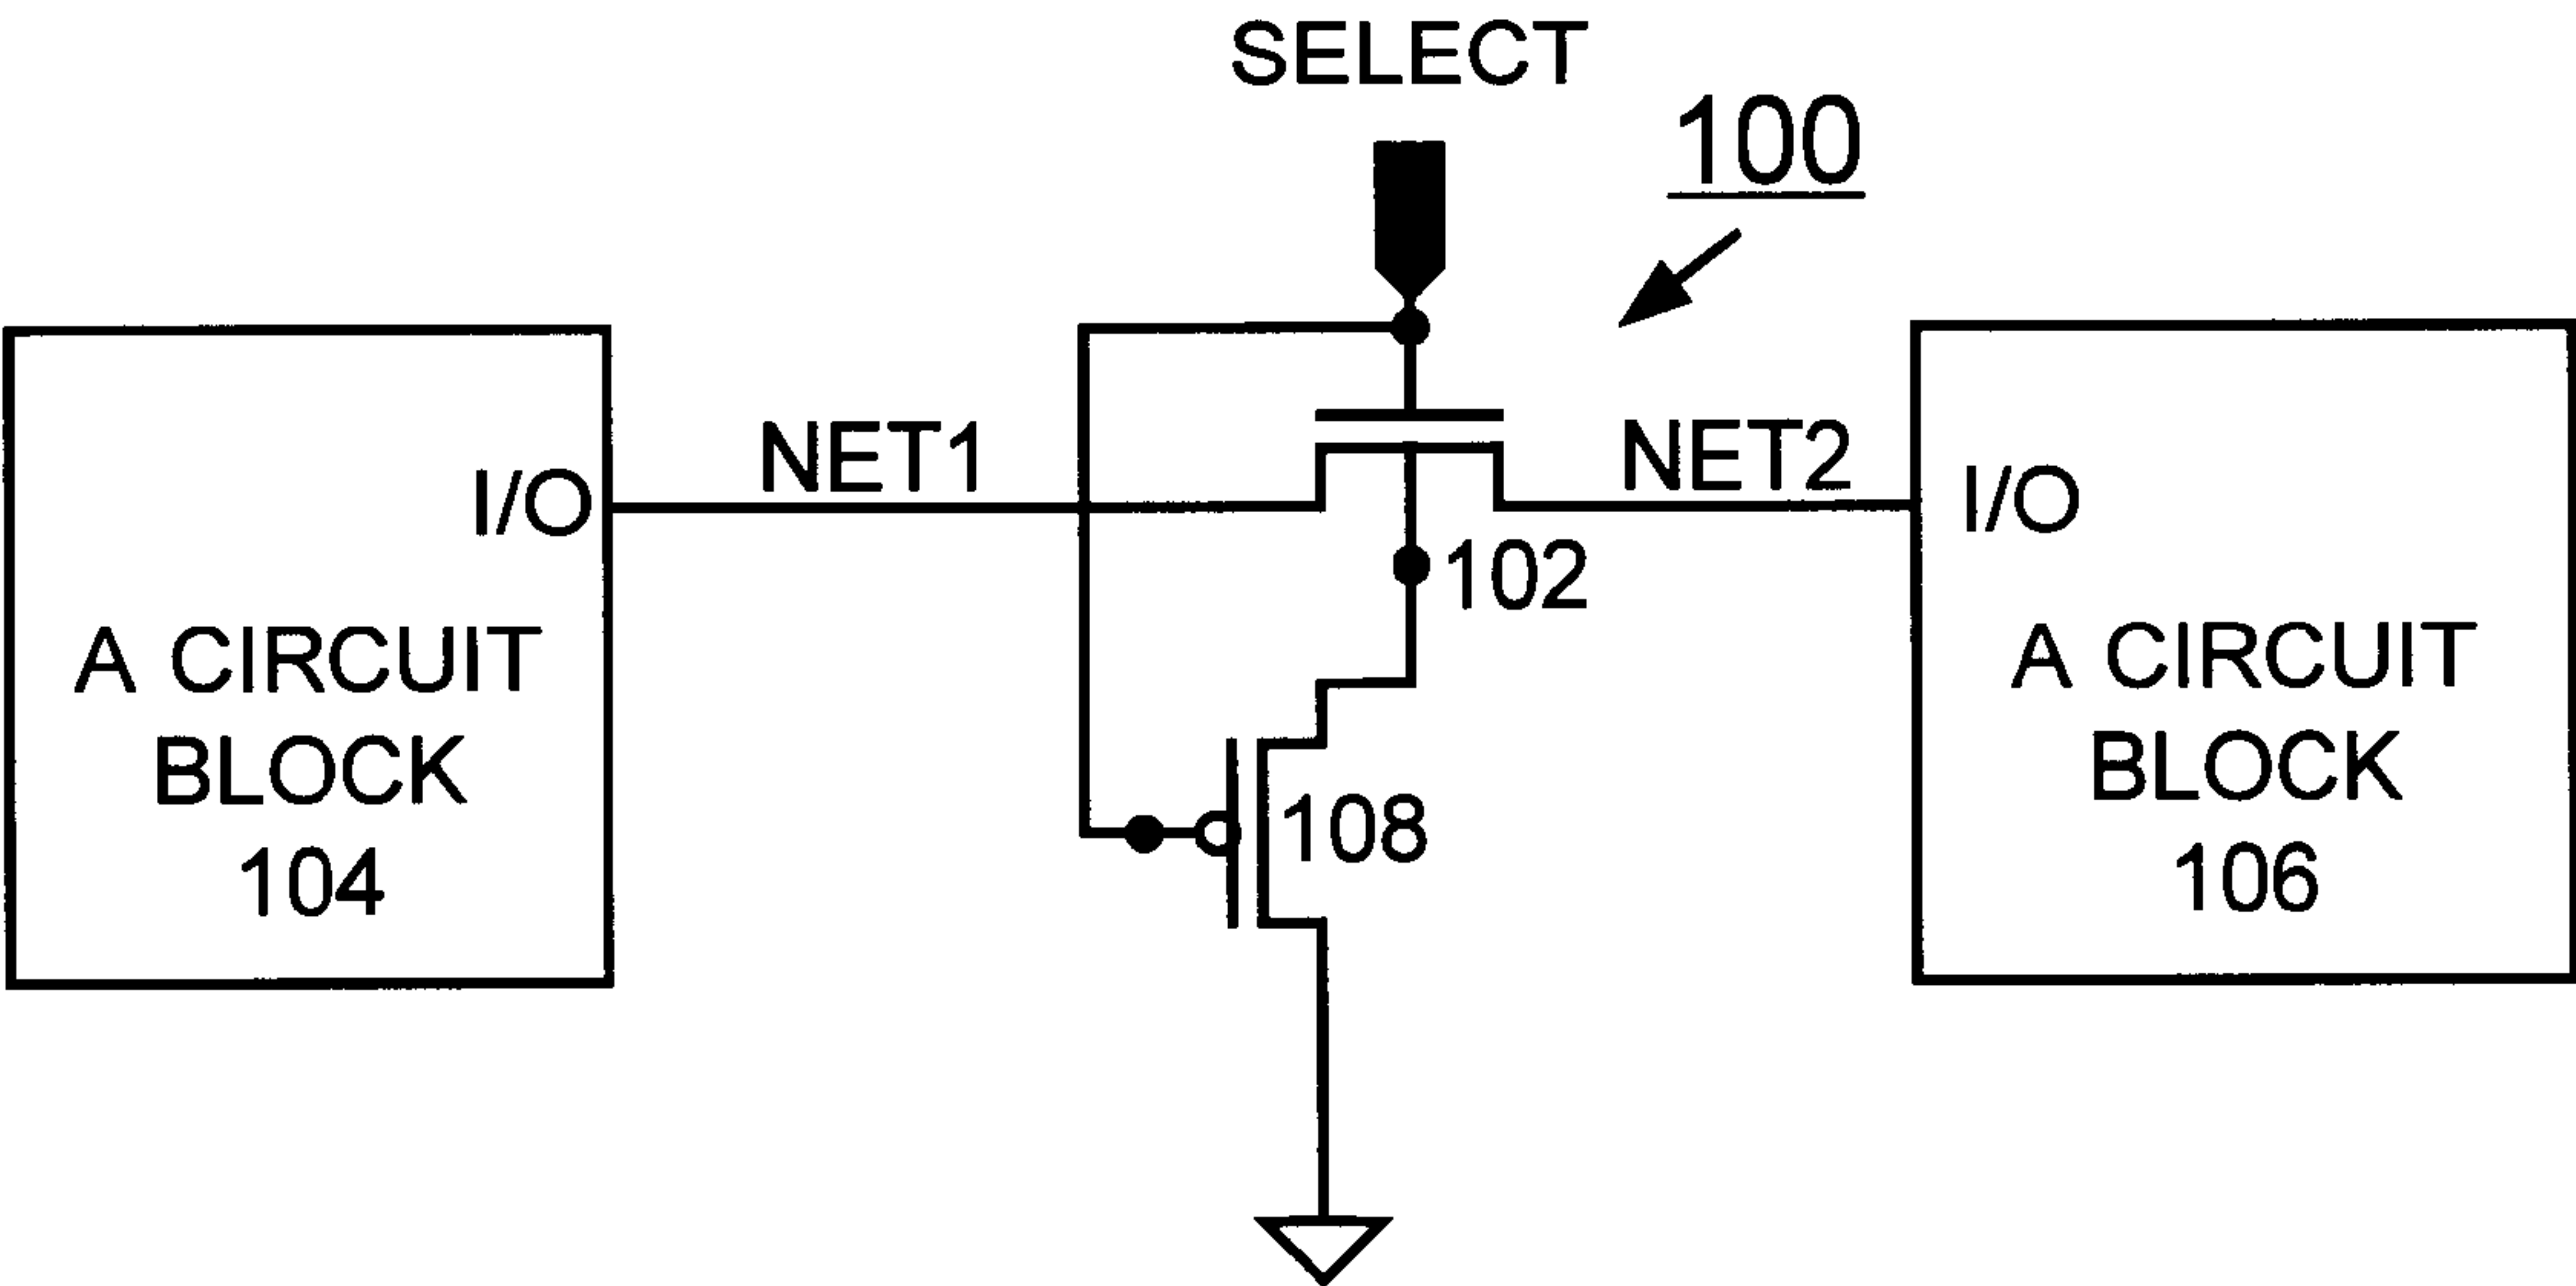 SELECT
100
NET1
NET2
I/O
I/O
102
A CIRCUIT
BLOCK
104
108
A CIRCUIT
BLOCK
106